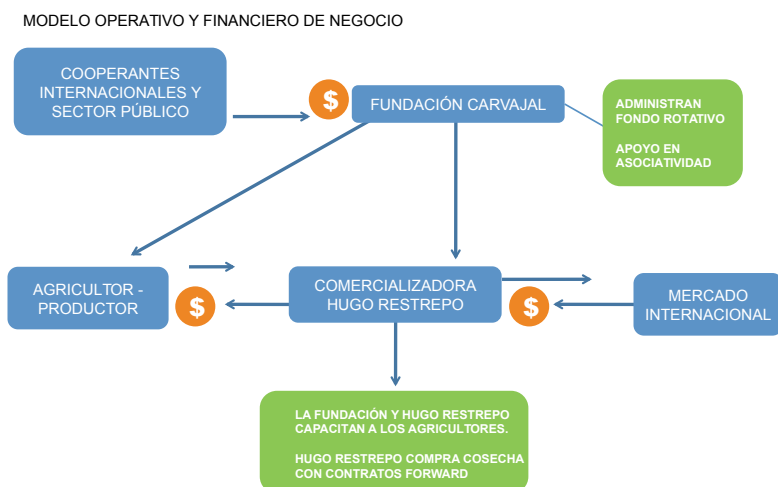 MODELO OPERATIVO Y FINANCIERO DE NEGOCIO
COOPERANTES
INTERNACIONALES Y
SECTOR PÚBLICO
$
FUNDACIÓN CARVAJAL
ADMINISTRAN
FONDO ROTATIVO
APOYO EN
ASOCIATIVIDAD
AGRICULTOR -
PRODUCTOR
$
COMERCIALIZADORA
HUGO RESTREPO
$
MERCADO
INTERNACIONAL
LA FUNDACIÓN Y HUGO RESTREPO
CAPACITAN A LOS AGRICULTORES.
HUGO RESTREPO COMPRA COSECHA
CON CONTRATOS FORWARD